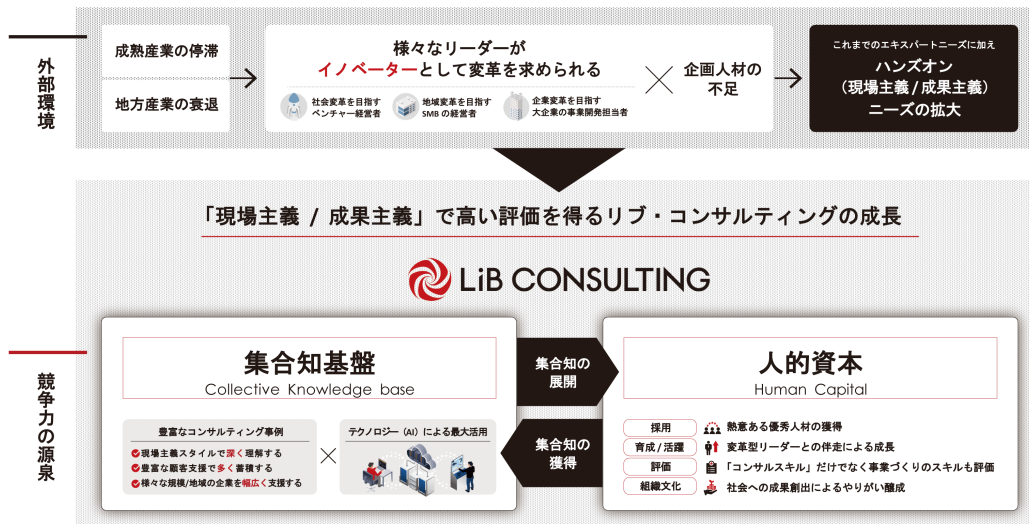 外部環境
成熟産業の停滞
地方産業の衰退
様々なリーダーが
イノベーターとして変革を求められる
社会変革を目指す
ベンチャー経営者
地域変革を目指す
SMBの経営者
企業変革を目指す
大企業の事業開発担当者
企画人材の
不足
これまでのエキスパートニーズに加え
ハンズオン
(現場主義/成果主義)
ニーズの拡大
競争力の源泉
「現場主義 / 成果主義」で高い評価を得るリブ・コンサルティングの成長
LiB CONSULTING
集合知基盤
Collective Knowledge base
豊富なコンサルティング事例
現場主義スタイルで深く理解する
豊富な顧客支援で多く蓄積する
様々な規模/地域の企業を幅広く支援する
テクノロジー(AI)による最大活用
集合知の
展開
集合知の
獲得
人的資本
Human Capital
採用
熱意ある優秀人材の獲得
育成/活躍
変革型リーダーとの伴走による成長
評価
「コンサルスキル」だけでなく事業づくりのスキルも評価
組織文化
社会への成果創出によるやりがい醸成